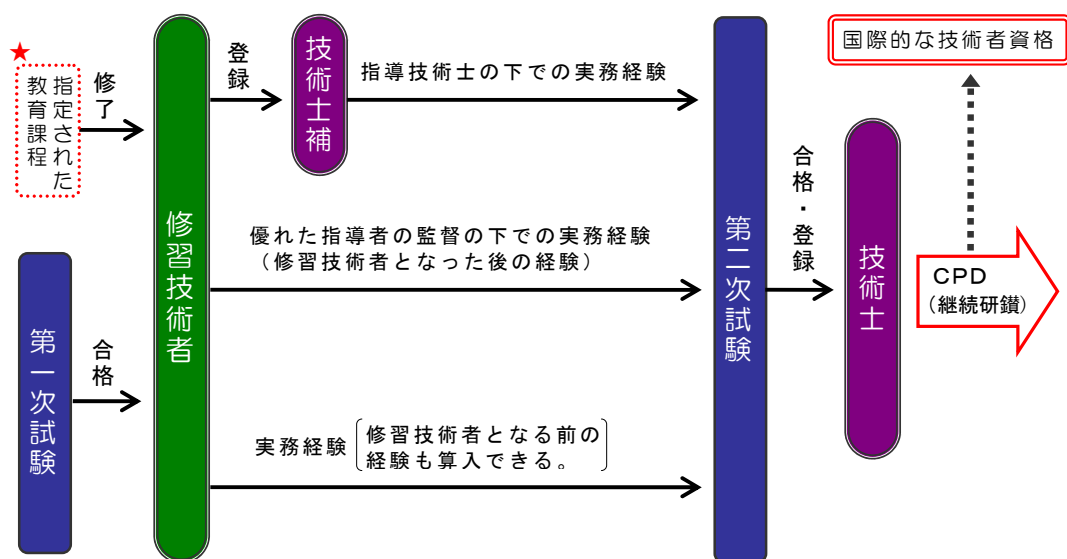 ★
指定された
教育課程
修了
第一次試験
合格
修習技術者
登録
技術士補
指導技術士の下での実務経験
優れた指導者の監督の下での実務経験
（修習技術者となった後の経験）
実務経験
修習技術者となる前の
経験も算入できる。
第二次試験
合格・登録
技術士
国際的な技術者資格
CPD
（継続研鑚）